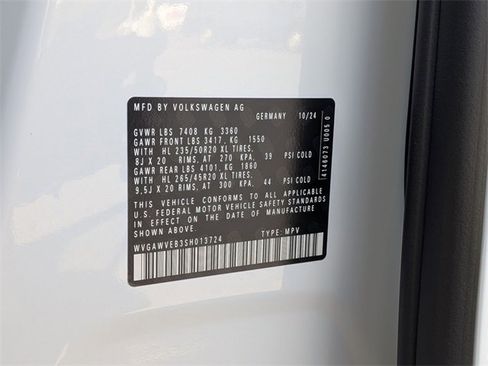 MFD BY VOLKSWAGEN AG
GERMANY 10/24
GVWR LBS 7408 KG 3360
GAWR FRONT LBS 3417 KG 1550
WITH HL 235/50R20 XL TIRES,
8J X 20 RIMS, AT 270 KPA, 39 PSI COLD
GAWR REAR LBS 4101 KG 1860
WITH HL 265/45R20 XL TIRES,
9,5J X 20 RIMS, AT 300 KPA, 44 PSI COLD
THIS VEHICLE CONFORMS TO ALL APPLICABLE
U.S. FEDERAL MOTOR VEHICLE SAFETY STANDARDS
IN EFFECT ON THE DATE OF MANUFACTURE
SHOWN ABOVE.
WVGAWVEB3SH013724 TYPE: MPV
4146073 U005 0